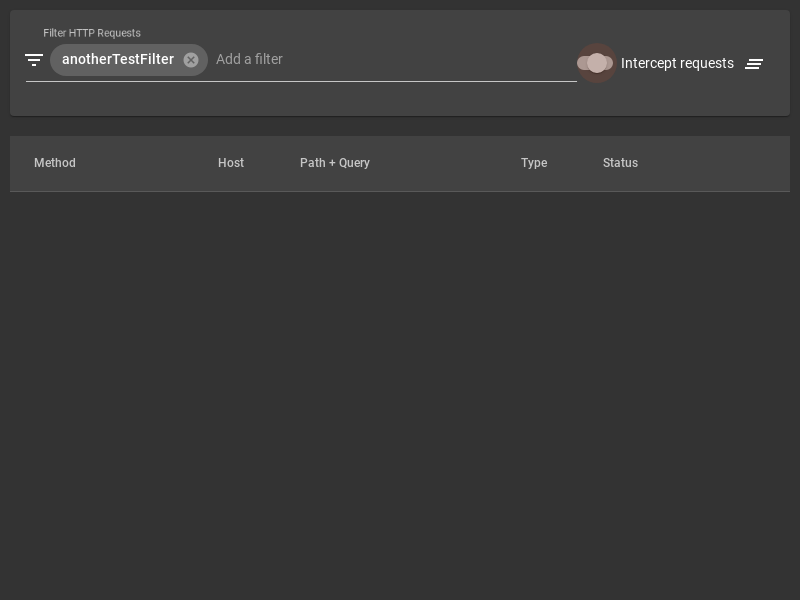 Filter HTTP Requests
anotherTestFilter Add a filter
Intercept requests
Method Host Path + Query Type Status